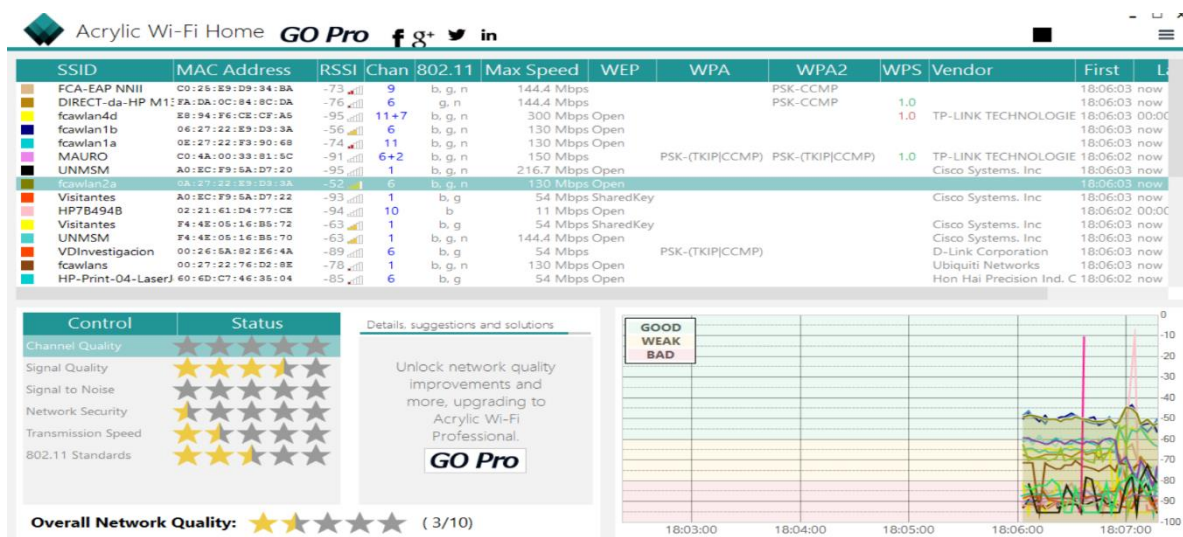 Acrylic Wi-Fi Home GO Pro f g+ in
SSID MAC Address RSSI Chan 802.11 Max Speed WEP WPA WPA2 WPS Vendor First La
FCA-EAP NNII C0:25:E9:D9:34:BA -73 9 b, g, n 144.4 Mbps PSK-CCMP 18:06:03 now
DIRECT-da-HP M13 FA:DA:0C:84:8C:DA -76 6 g, n 144.4 Mbps PSK-CCMP 1.0 18:06:03 now
fcawlan4d E8:94:F6:CE:CF:A5 -95 11+7 b, g, n 300 Mbps Open 1.0 TP-LINK TECHNOLOGIE 18:06:03 00:00
fcawlan1b 06:27:22:E9:D3:3A -56 6 b, g, n 130 Mbps Open 18:06:03 now
fcawlan1a 0E:27:22:F3:90:68 -74 11 b, g, n 130 Mbps Open 18:06:03 now
MAURO C0:4A:00:33:81:5C -91 6+2 b, g, n 150 Mbps PSK-(TKIP|CCMP) PSK-(TKIP|CCMP) 1.0 TP-LINK TECHNOLOGIE 18:06:02 now
UNMSM A0:EC:F9:5A:D7:20 -95 1 b, g, n 216.7 Mbps Open Cisco Systems. Inc 18:06:03 now
fcawlan2a 0A:27:22:E9:D3:3A -52 6 b, g, n 130 Mbps Open 18:06:03 now
Visitantes A0:EC:F9:5A:D7:22 -93 1 b, g 54 Mbps SharedKey Cisco Systems. Inc 18:06:03 now
HP7B494B 02:21:61:D4:77:CE -94 10 b 11 Mbps Open 18:06:02 00:00
Visitantes F4:4E:05:16:B5:72 -63 1 b, g 54 Mbps SharedKey Cisco Systems. Inc 18:06:03 now
UNMSM F4:4E:05:16:B5:70 -63 1 b, g, n 144.4 Mbps Open Cisco Systems. Inc 18:06:03 now
VDInvestigacion 00:26:5A:82:E6:4A -89 6 b, g 54 Mbps PSK-(TKIP|CCMP) D-Link Corporation 18:06:03 now
fcawlans 00:27:22:76:D2:8E -78 1 b, g, n 130 Mbps Open Ubiquiti Networks 18:06:03 now
HP-Print-04-LaserJ 60:6D:C7:46:35:04 -85 6 b, g 54 Mbps Open Hon Hai Precision Ind. C 18:06:02 now
Control Status
Channel Quality
Signal Quality
Signal to Noise
Network Security
Transmission Speed
802.11 Standards
Overall Network Quality: ( 3/10)
Details, suggestions and solutions
Unlock network quality
improvements and
more, upgrading to
Acrylic Wi-Fi
Professional.
GO Pro
GOOD
WEAK
BAD
0
-10
-20
-30
-40
-50
-60
-70
-80
-90
-100
18:03:00 18:04:00 18:05:00 18:06:00 18:07:00